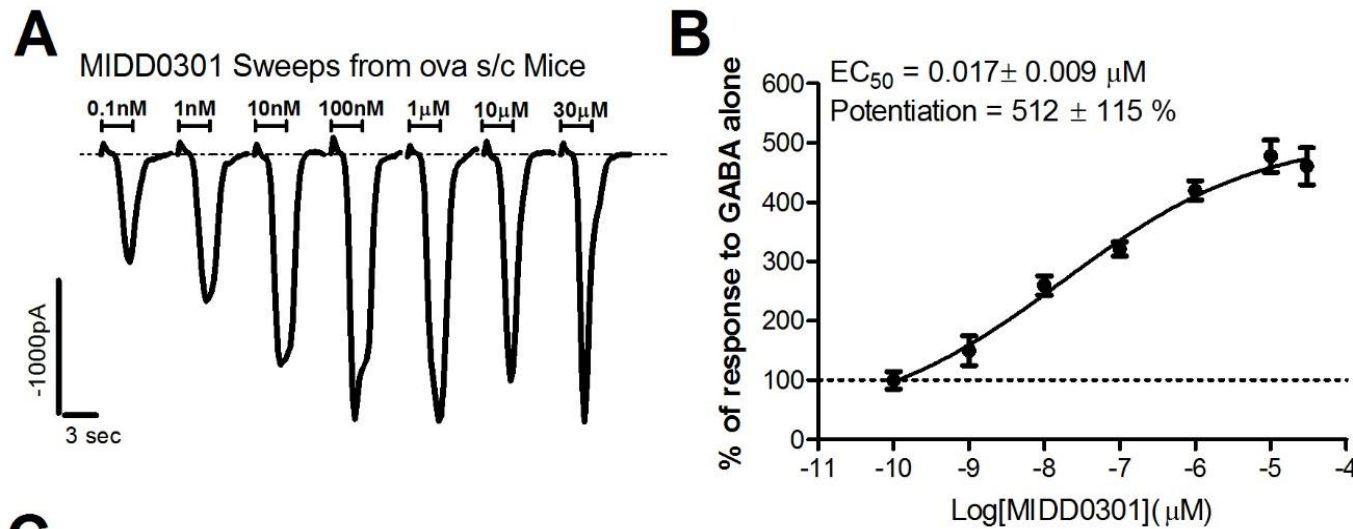 A
MIDD0301 Sweeps from ova s/c Mice
0.1nM 1nM 10nM 100nM 1μM 10μM 30μM
-1000pA
3 sec
B
EC50 = 0.017± 0.009 μM
Potentiation = 512 ± 115 %
% of response to GABA alone
600
500
400
300
200
100
0
-11 -10 -9 -8 -7 -6 -5 -4
Log[MIDD0301](μM)